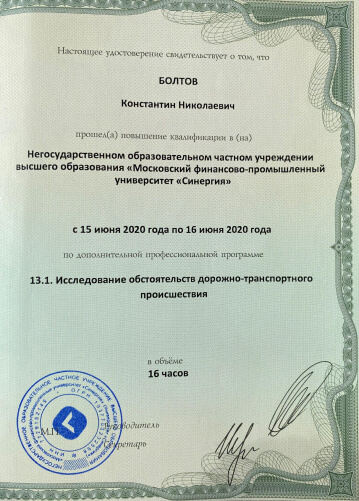 Настоящее удостоверение свидетельствует о том, что
БОЛТОВ
Константин Николаевич
прошел(а) повышение квалификации в (на)
Негосударственном образовательном частном учреждении
высшего образования «Московский финансово-промышленный
университет «Синергия»
с 15 июня 2020 года по 16 июня 2020 года
по дополнительной профессиональной программе
13.1. Исследование обстоятельств дорожно-транспортного
происшествия
в объёме
16 часов
М.П.
Руководитель
Секретарь